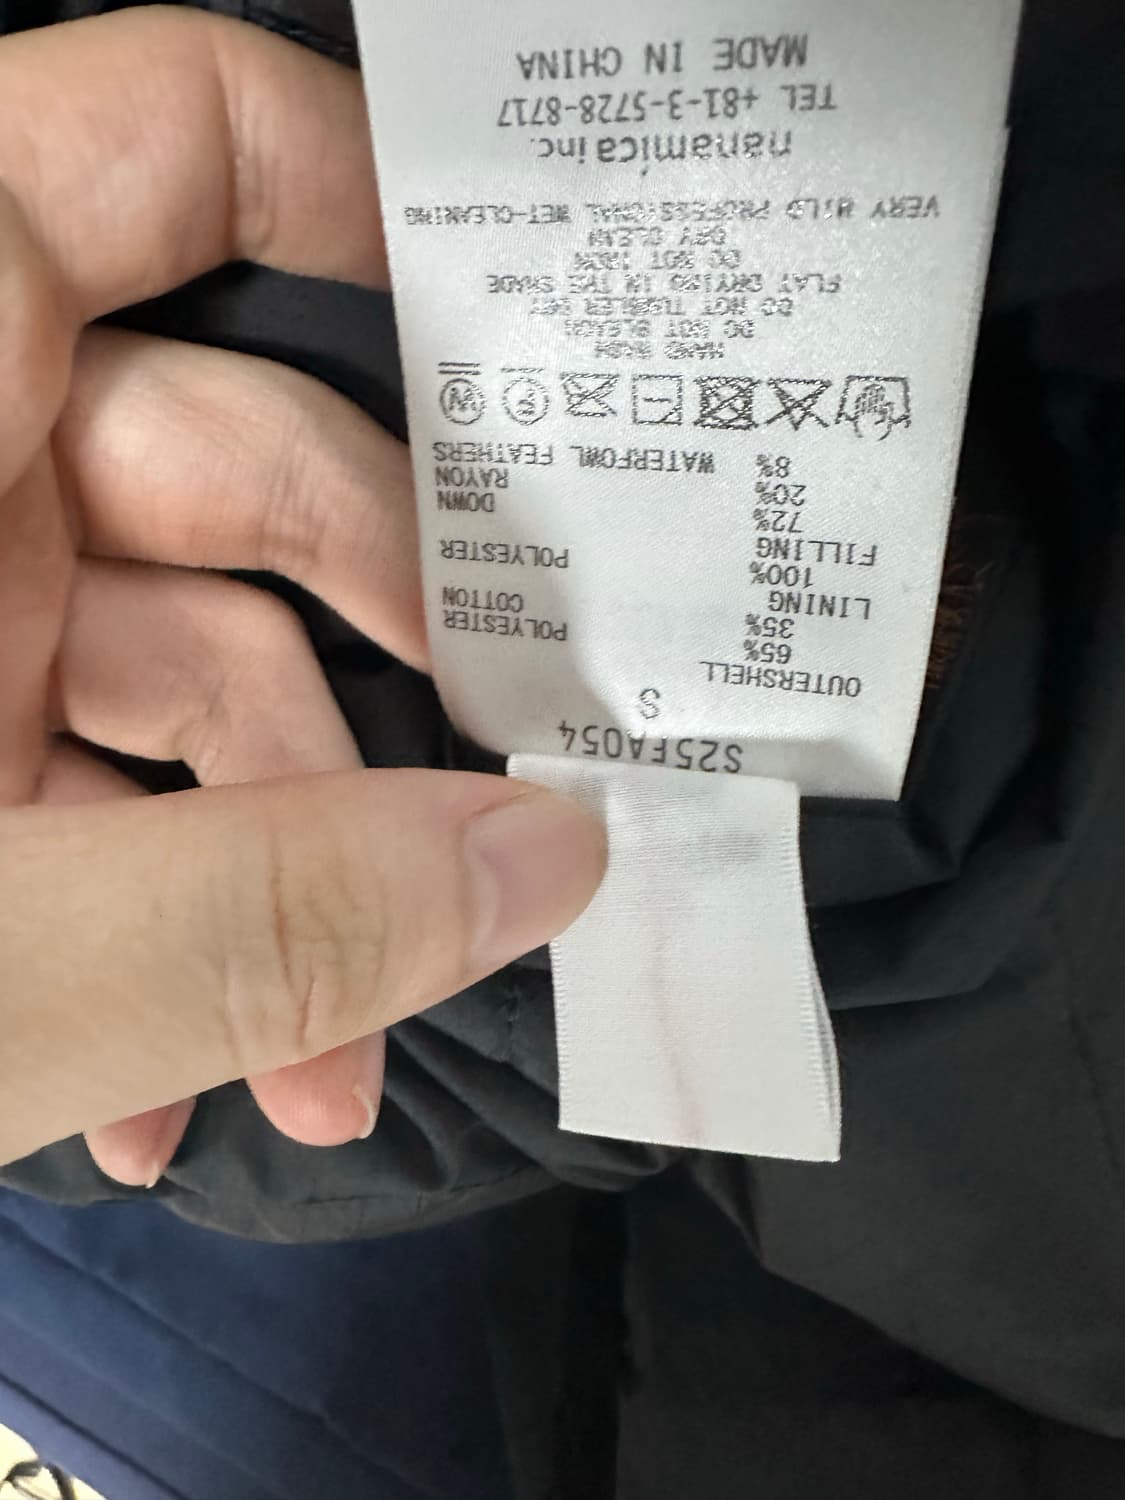 S25FA054
S
OUTERSHELL
65% POLYESTER
35% COTTON
LINING
100% POLYESTER
FILLING
72% DOWN
20% RAYON
8% WATERFOWL FEATHERS
W P
HAND WASH
DO NOT BLEACH
DO NOT TUMBLER DRY
FLAT DRYING IN THE SHADE
DO NOT IRON
DRY CLEAN
VERY MILD PROFESSIONAL WET-CLEANING
nanamica inc.
TEL +81-3-5728-8717
MADE IN CHINA